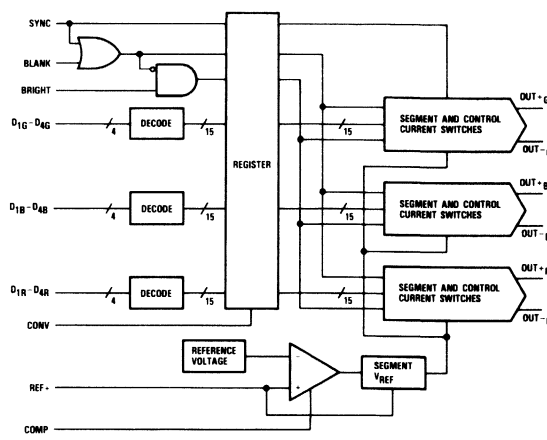 SYNC
BLANK
BRIGHT
D1G-D4G
4
DECODE
15
REGISTER
15
SEGMENT AND CONTROL
CURRENT SWITCHES
OUT+G
OUT-
D1B-D4B
4
DECODE
15
15
SEGMENT AND CONTROL
CURRENT SWITCHES
OUT+B
OUT-
D1R-D4R
4
DECODE
15
15
SEGMENT AND CONTROL
CURRENT SWITCHES
OUT+
OUT-
CONV
REFERENCE
VOLTAGE
-
+
SEGMENT
VREF
REF+
COMP